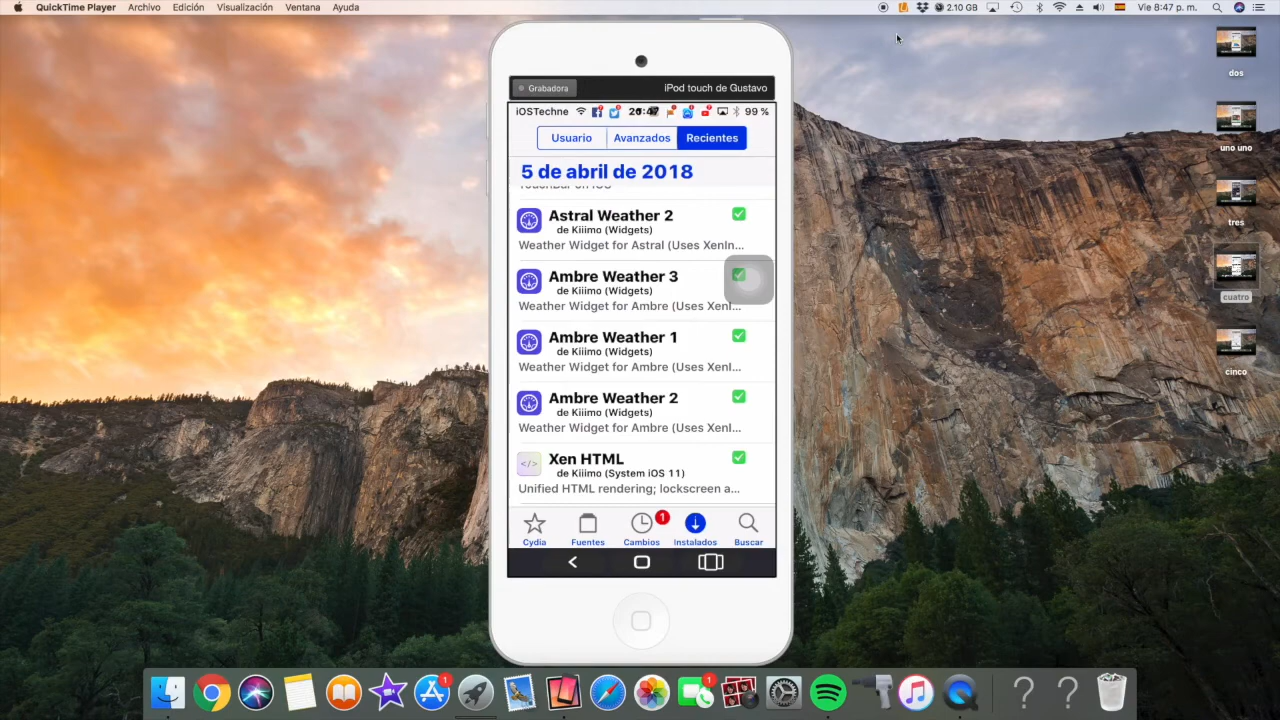 QuickTime Player Archivo Edición Visualización Ventana Ayuda 2.10 GB Vie 8:47 p. m.
dos
uno uno
tres
cuatro
cinco
Grabadora iPod touch de Gustavo
iOSTechne 99 %
Usuario Avanzados Recientes
5 de abril de 2018
Astral Weather 2
de Kiiimo (Widgets)
Weather Widget for Astral (Uses XenIn...
Ambre Weather 3
de Kiiimo (Widgets)
Weather Widget for Ambre (Uses XenI...
Ambre Weather 1
de Kiiimo (Widgets)
Weather Widget for Ambre (Uses XenI...
Ambre Weather 2
de Kiiimo (Widgets)
Weather Widget for Ambre (Uses XenI...
</>
Xen HTML
de Kiiimo (System iOS 11)
Unified HTML rendering; lockscreen a...
1
Cydia Fuentes Cambios Instalados Buscar
1 1